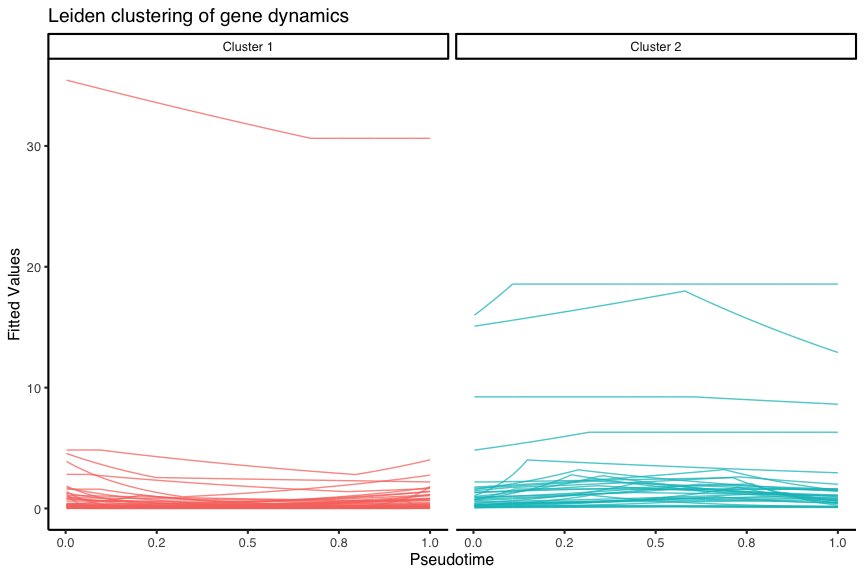 Leiden clustering of gene dynamics
Cluster 1
Cluster 2
Fitted Values
30
20
10
0
0.0 0.2 0.5 0.8 1.0
0.0 0.2 0.5 0.8 1.0
Pseudotime